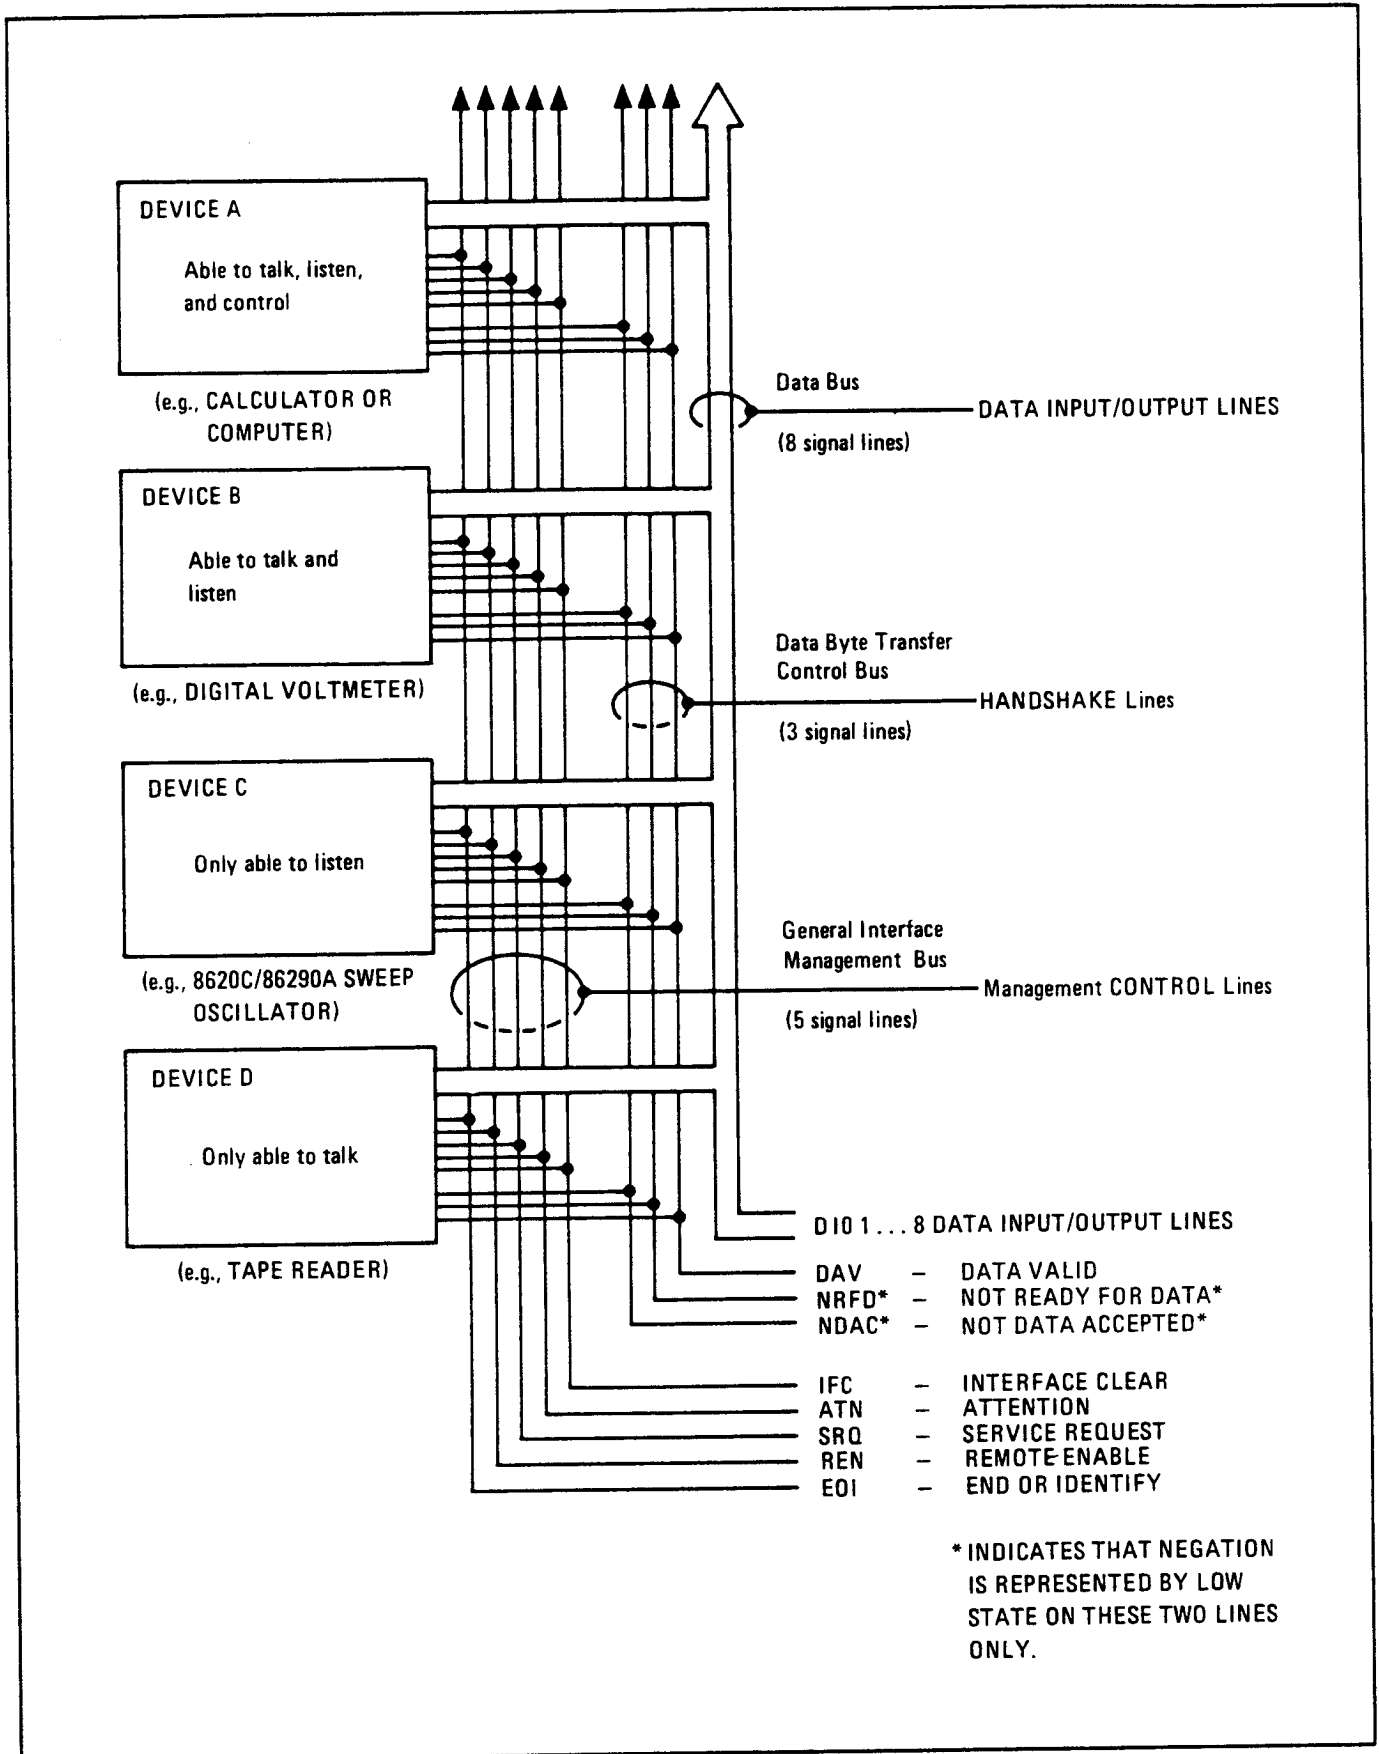 DEVICE A
Able to talk, listen,
and control
(e.g., CALCULATOR OR
COMPUTER)
Data Bus
(8 signal lines)
DATA INPUT/OUTPUT LINES
DEVICE B
Able to talk and
listen
(e.g., DIGITAL VOLTMETER)
Data Byte Transfer
Control Bus
(3 signal lines)
HANDSHAKE Lines
DEVICE C
Only able to listen
(e.g., 8620C/86290A SWEEP
OSCILLATOR)
General Interface
Management Bus
(5 signal lines)
Management CONTROL Lines
DEVICE D
Only able to talk
(e.g., TAPE READER)
DIO 1...8 DATA INPUT/OUTPUT LINES
DAV – DATA VALID
NRFD* – NOT READY FOR DATA*
NDAC* – NOT DATA ACCEPTED*
IFC – INTERFACE CLEAR
ATN – ATTENTION
SRQ – SERVICE REQUEST
REN – REMOTE ENABLE
EOI – END OR IDENTIFY
* INDICATES THAT NEGATION
IS REPRESENTED BY LOW
STATE ON THESE TWO LINES
ONLY.